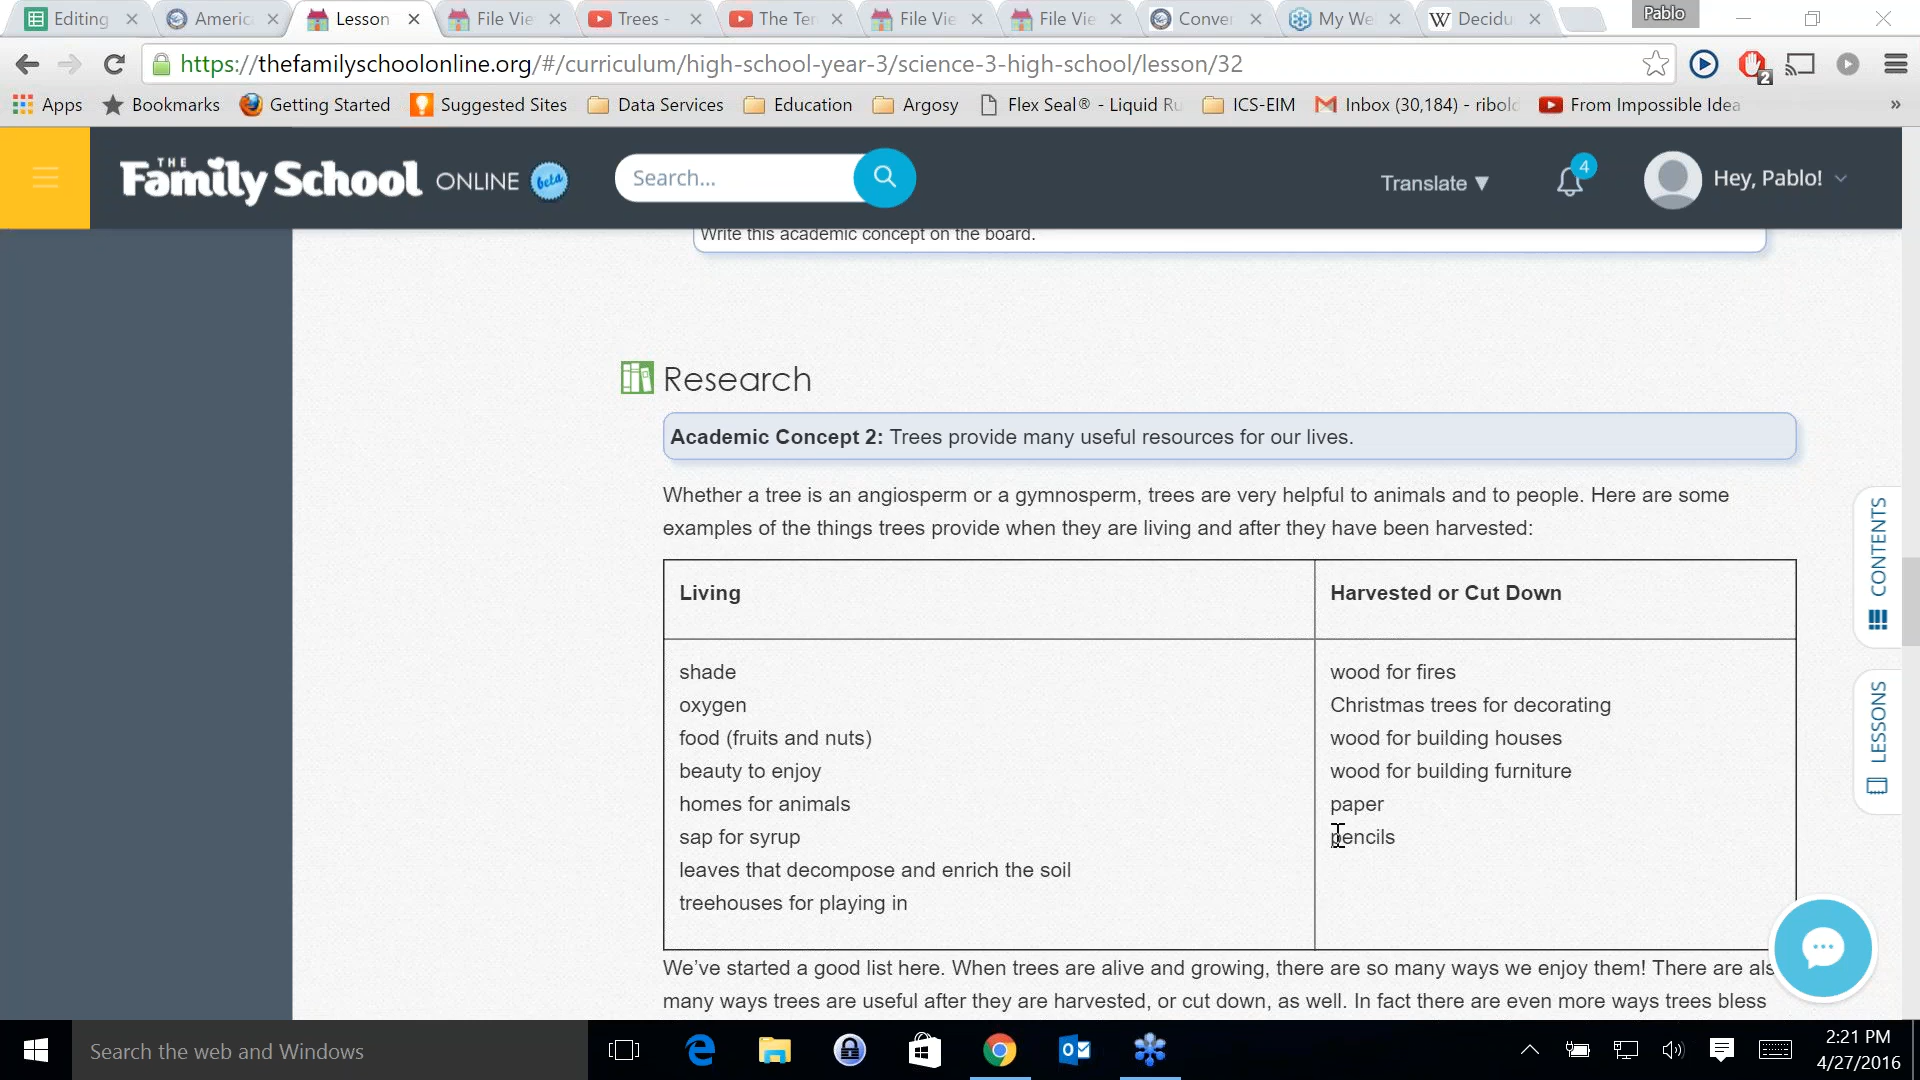 Editing
Americ
Lesson
File Vie
Trees -
The Ter
File Vie
File Vie
Conver
My We
Decidu
Pablo
https://thefamilyschoolonline.org/#/curriculum/high-school-year-3/science-3-high-school/lesson/32
2
Apps
Bookmarks
Getting Started
Suggested Sites
Data Services
Education
Argosy
Flex Seal® - Liquid Ru
ICS-EIM
Inbox (30,184) - ribold
From Impossible Idea
»
THE Family School ONLINE beta
Search...
Translate ▼
4
Hey, Pablo!
Write this academic concept on the board.
Research
Academic Concept 2: Trees provide many useful resources for our lives.
Whether a tree is an angiosperm or a gymnosperm, trees are very helpful to animals and to people. Here are some
examples of the things trees provide when they are living and after they have been harvested:
Living
Harvested or Cut Down
shade
oxygen
food (fruits and nuts)
beauty to enjoy
homes for animals
sap for syrup
leaves that decompose and enrich the soil
treehouses for playing in
wood for fires
Christmas trees for decorating
wood for building houses
wood for building furniture
paper
pencils
We've started a good list here. When trees are alive and growing, there are so many ways we enjoy them! There are als
many ways trees are useful after they are harvested, or cut down, as well. In fact there are even more ways trees bless
CONTENTS
LESSONS
Search the web and Windows
2:21 PM
4/27/2016